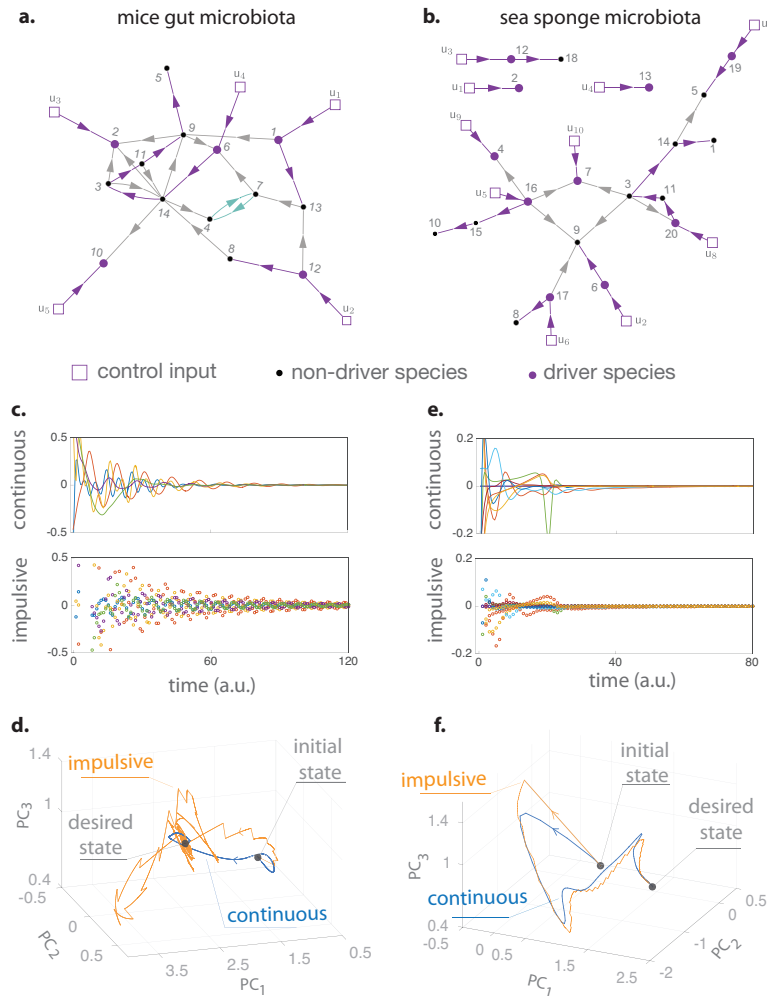 a. mice gut microbiota
b. sea sponge microbiota
5
u4
u1
u3
2
9
6
1
11
3
7
14
4
13
8
10
12
u5
u2
u3
12
18
u
19
u1
2
u4
13
5
u9
u10
14
1
4
7
u5
16
3
11
10
15
9
20
u8
6
17
8
u2
u6
control input
non-driver species
driver species
c.
e.
continuous
0.5
0
-0.5
continuous
0.2
0
-0.2
impulsive
0.5
0
-0.5
0
60
120
time (a.u.)
impulsive
0.2
0
-0.2
0
40
80
time (a.u.)
d.
f.
1.4
1
0.4
PC3
impulsive
initial
state
desired
state
continuous
-0.5
0
0.5
PC2
3.5
2.5
1.5
0.5
PC1
impulsive
initial
state
desired
state
1.4
1
0.4
PC3
continuous
-0.5
0
0.5
1.5
2.5
PC1
-2
-1
0
0.5
PC2